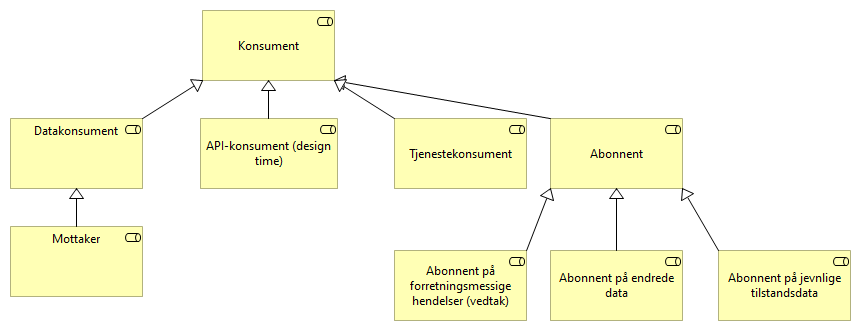 Konsument
Datakonsument
API-konsument (design
time)
Tjenestekonsument
Abonnent
Mottaker
Abonnent på
forretningsmessige
hendelser (vedtak)
Abonnent på endrede
data
Abonnent på jevnlige
tilstandsdata